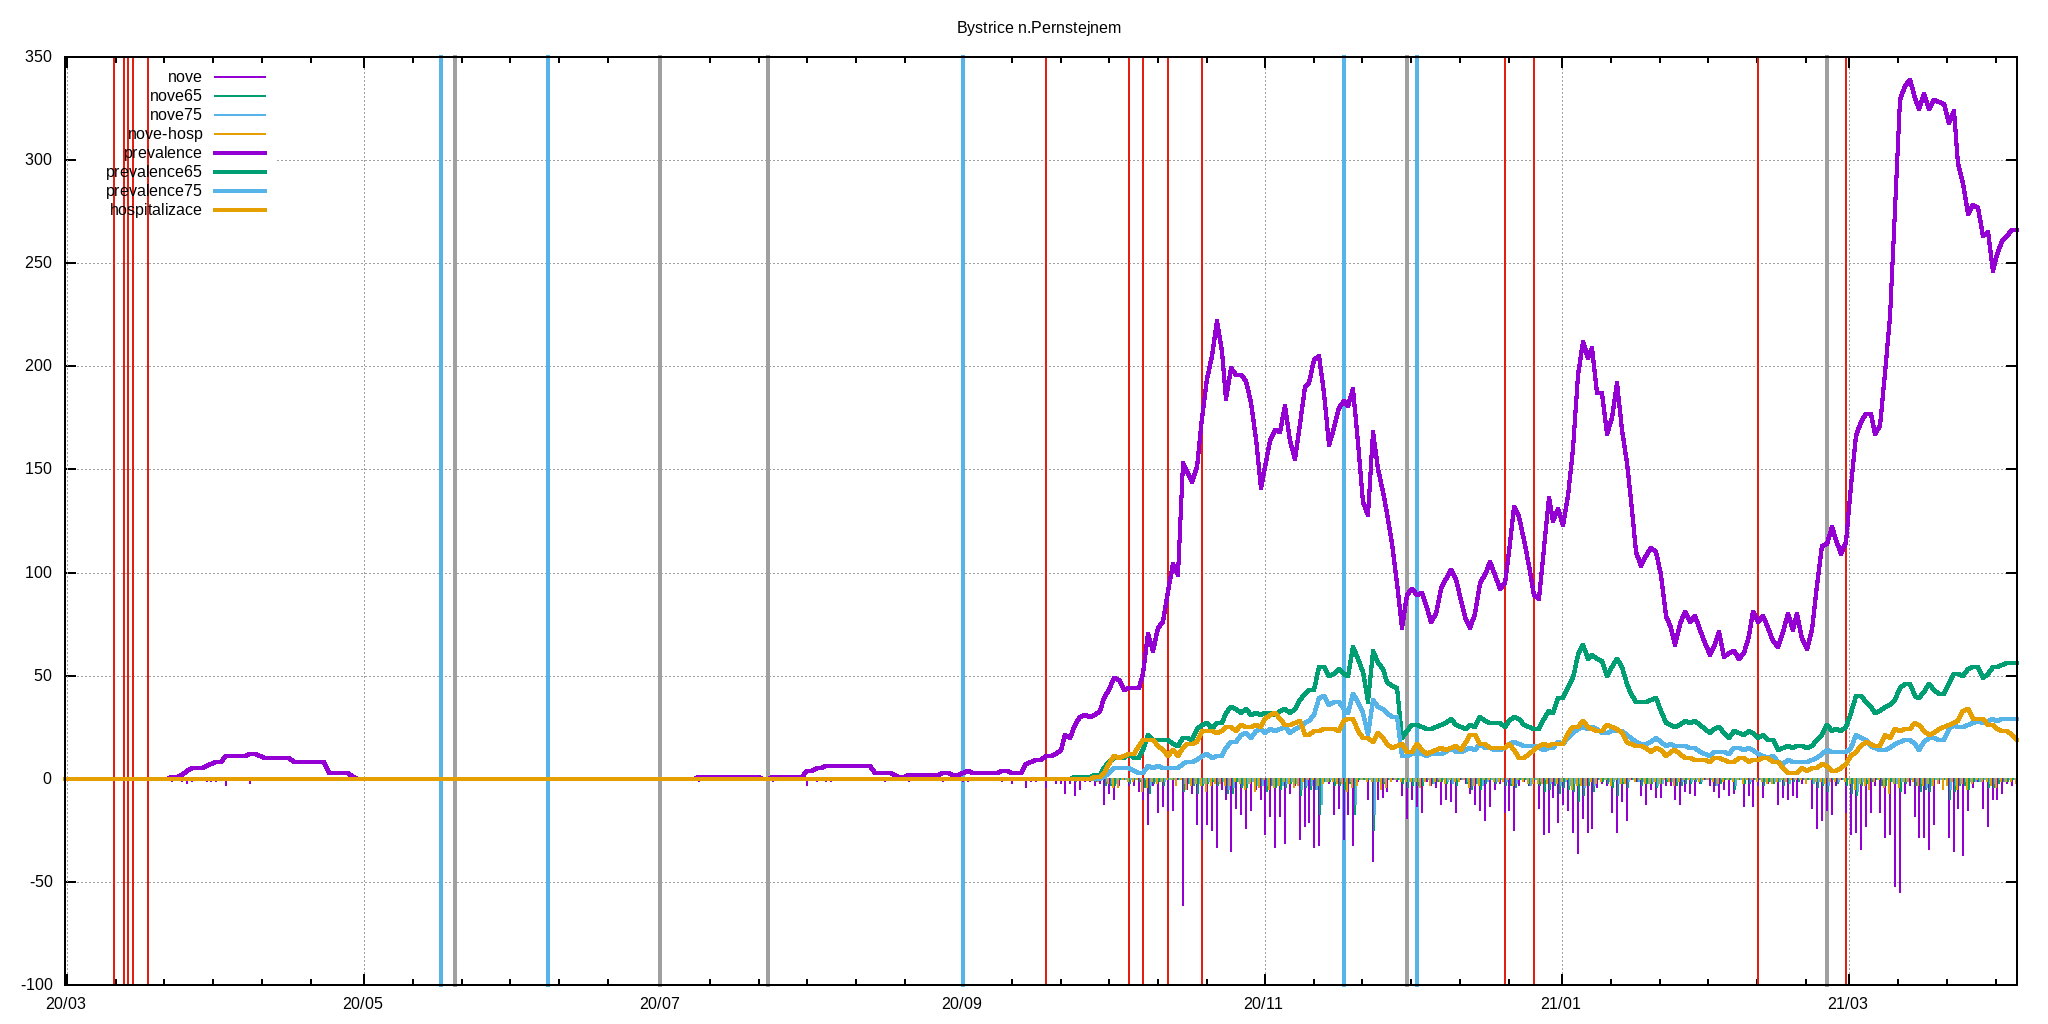 Bystrice n.Pernstejnem
350
300
250
200
150
100
50
0
-50
-100
nove
nove65
nove75
nove-hosp
prevalence
prevalence65
prevalence75
hospitalizace
20/03 20/05 20/07 20/09 20/11 21/01 21/03